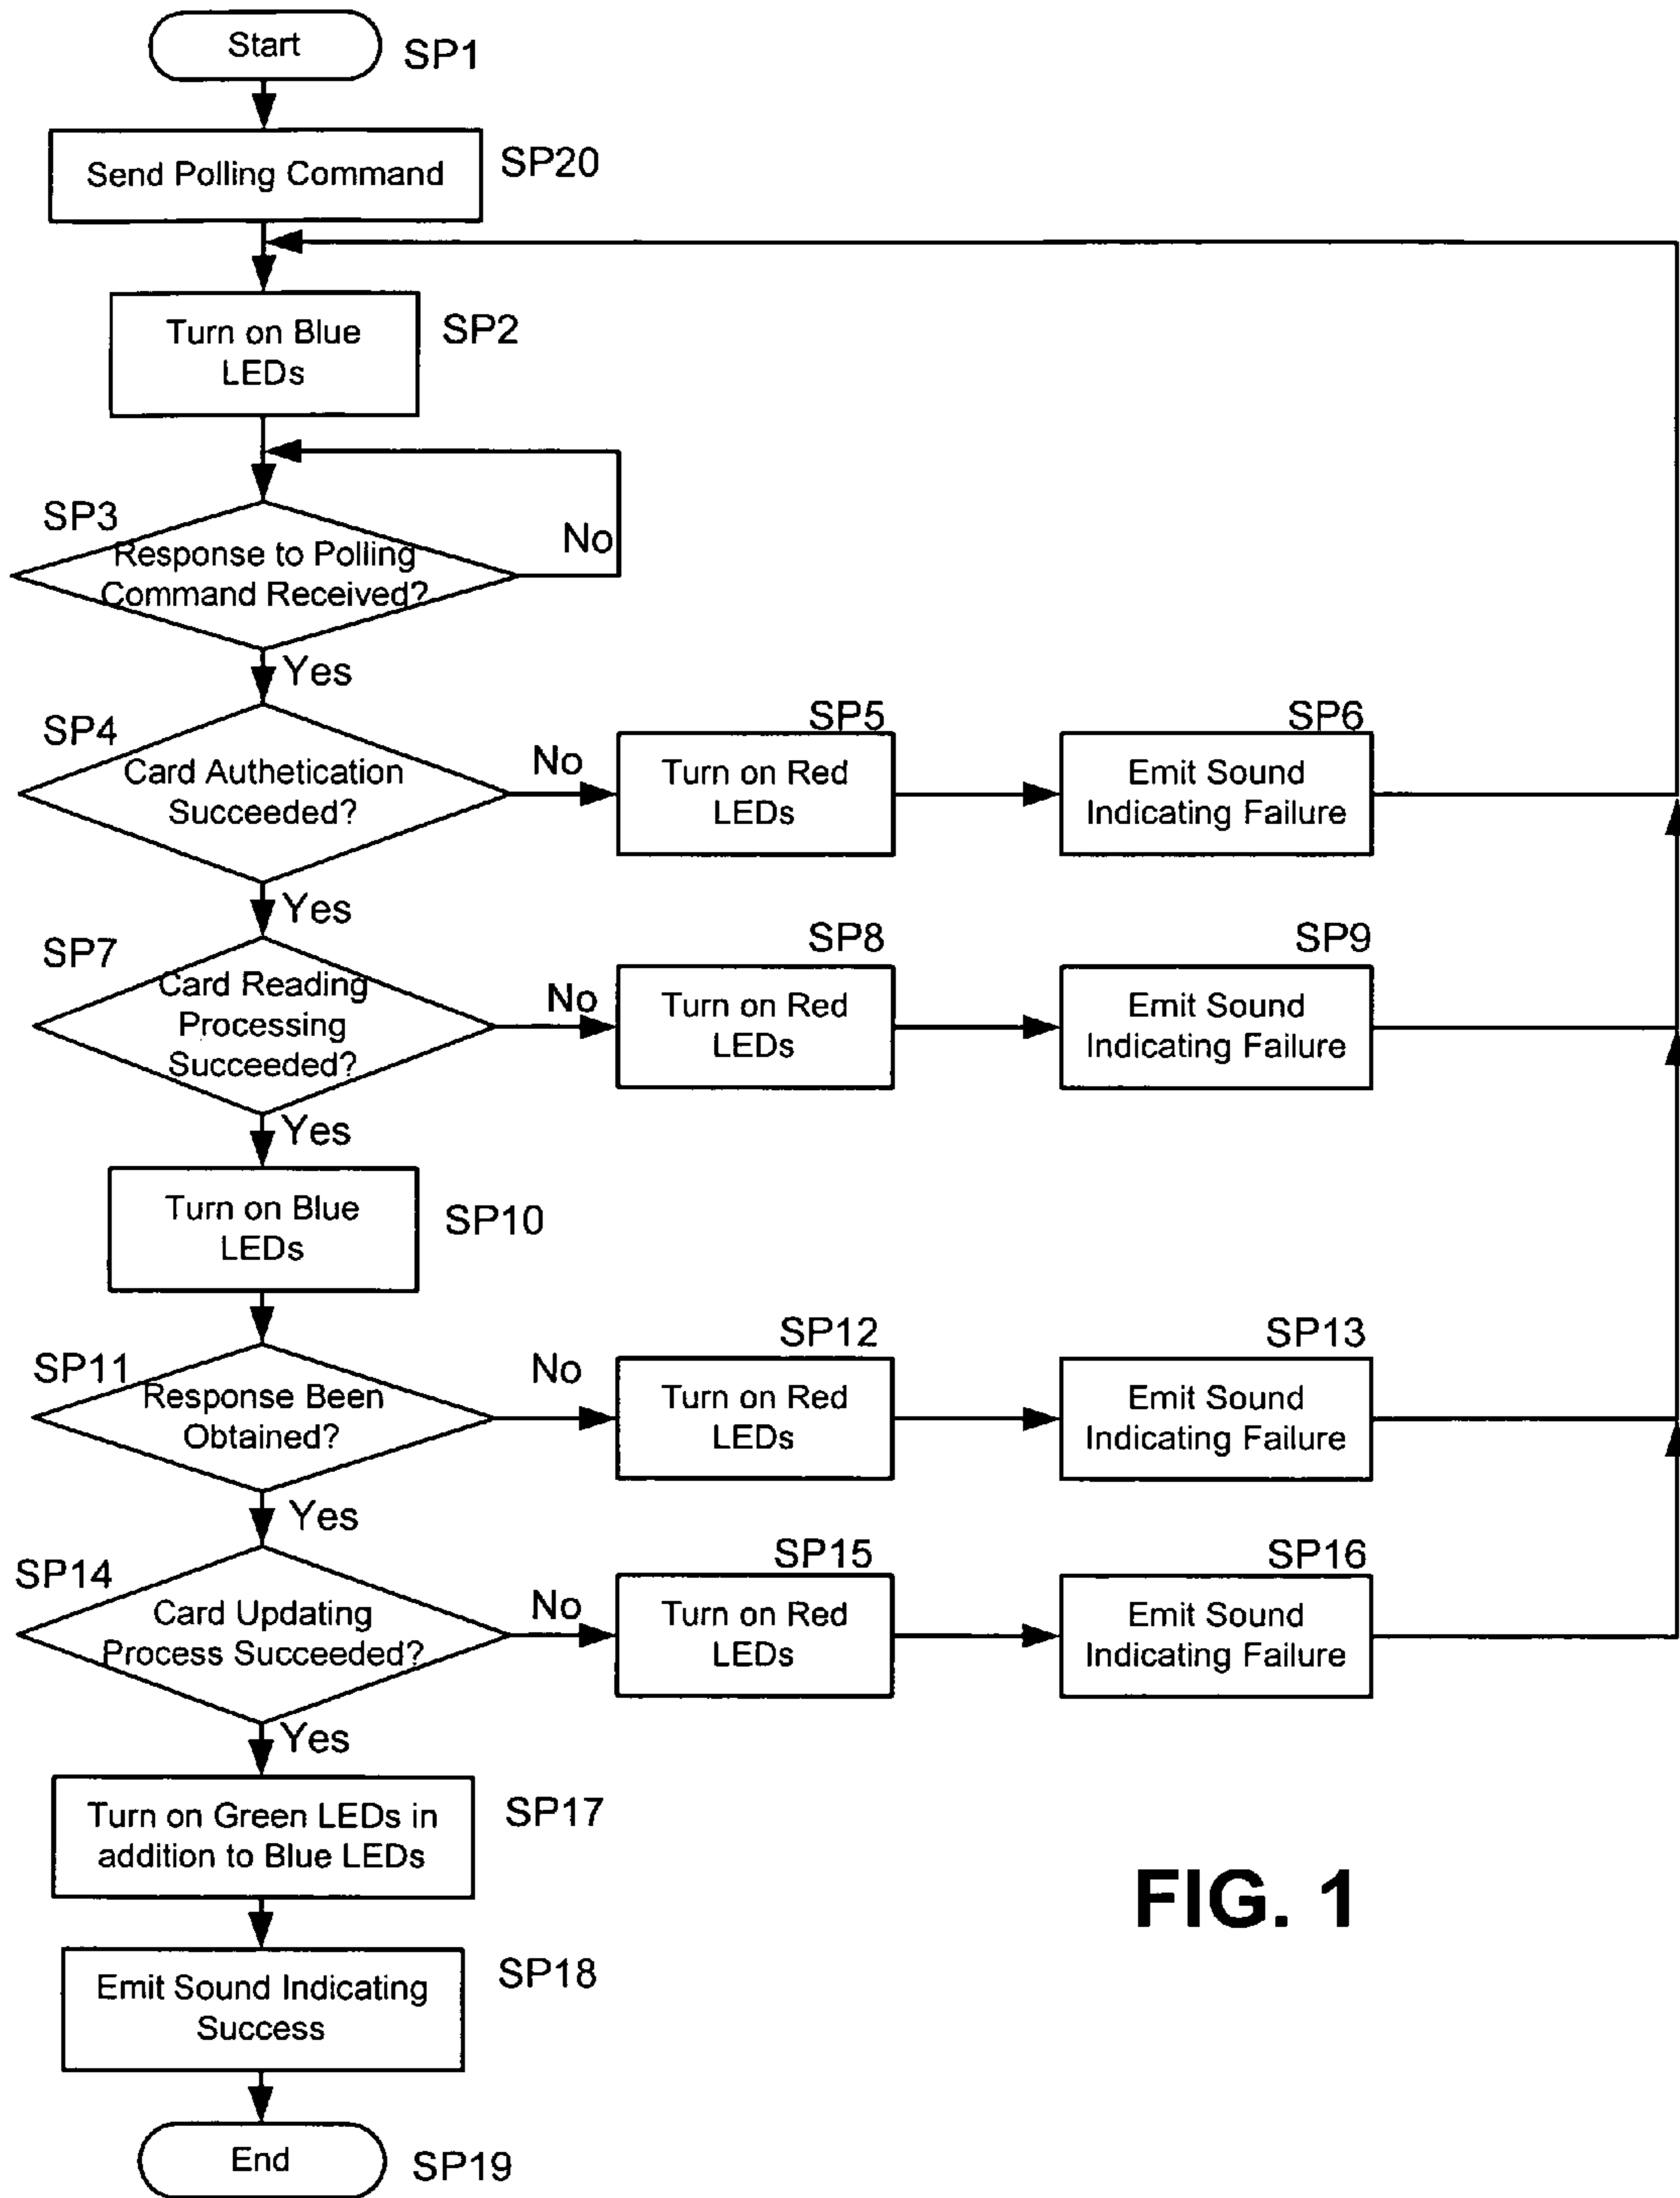 Start
SP1
Send Polling Command
SP20
Turn on Blue
LEDs
SP2
SP3
Response to Polling
Command Received?
No
Yes
SP4
Card Authetication
Succeeded?
No
SP5
Turn on Red
LEDs
SP6
Emit Sound
Indicating Failure
Yes
SP7
Card Reading
Processing
Succeeded?
No
SP8
Turn on Red
LEDs
SP9
Emit Sound
Indicating Failure
Yes
Turn on Blue
LEDs
SP10
SP11
Response Been
Obtained?
No
SP12
Turn on Red
LEDs
SP13
Emit Sound
Indicating Failure
Yes
SP14
Card Updating
Process Succeeded?
No
SP15
Turn on Red
LEDs
SP16
Emit Sound
Indicating Failure
Yes
Turn on Green LEDs in
addition to Blue LEDs
SP17
Emit Sound Indicating
Success
SP18
End
SP19
FIG. 1